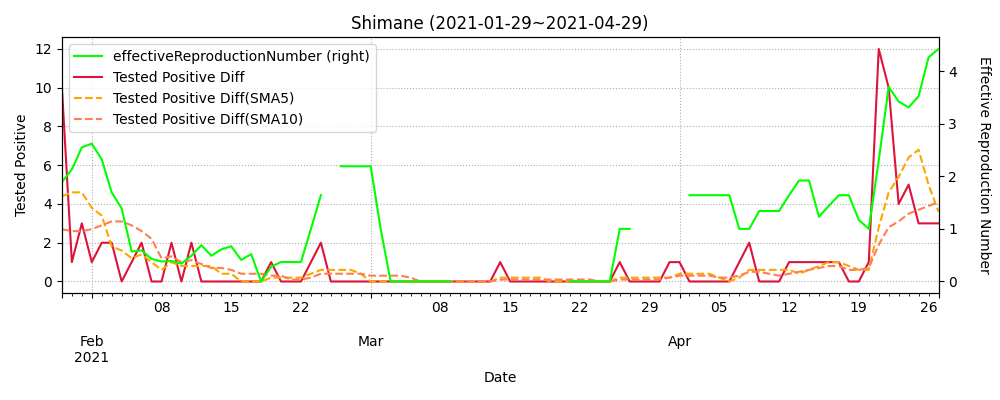 Shimane (2021-01-29~2021-04-29)
effectiveReproductionNumber (right)
Tested Positive Diff
Tested Positive Diff(SMA5)
Tested Positive Diff(SMA10)
Tested Positive
12
10
8
6
4
2
0
Effective Reproduction Number
4
3
2
1
0
08 15 22 08 15 22 29 05 12 19 26
Feb Mar Apr
2021
Date